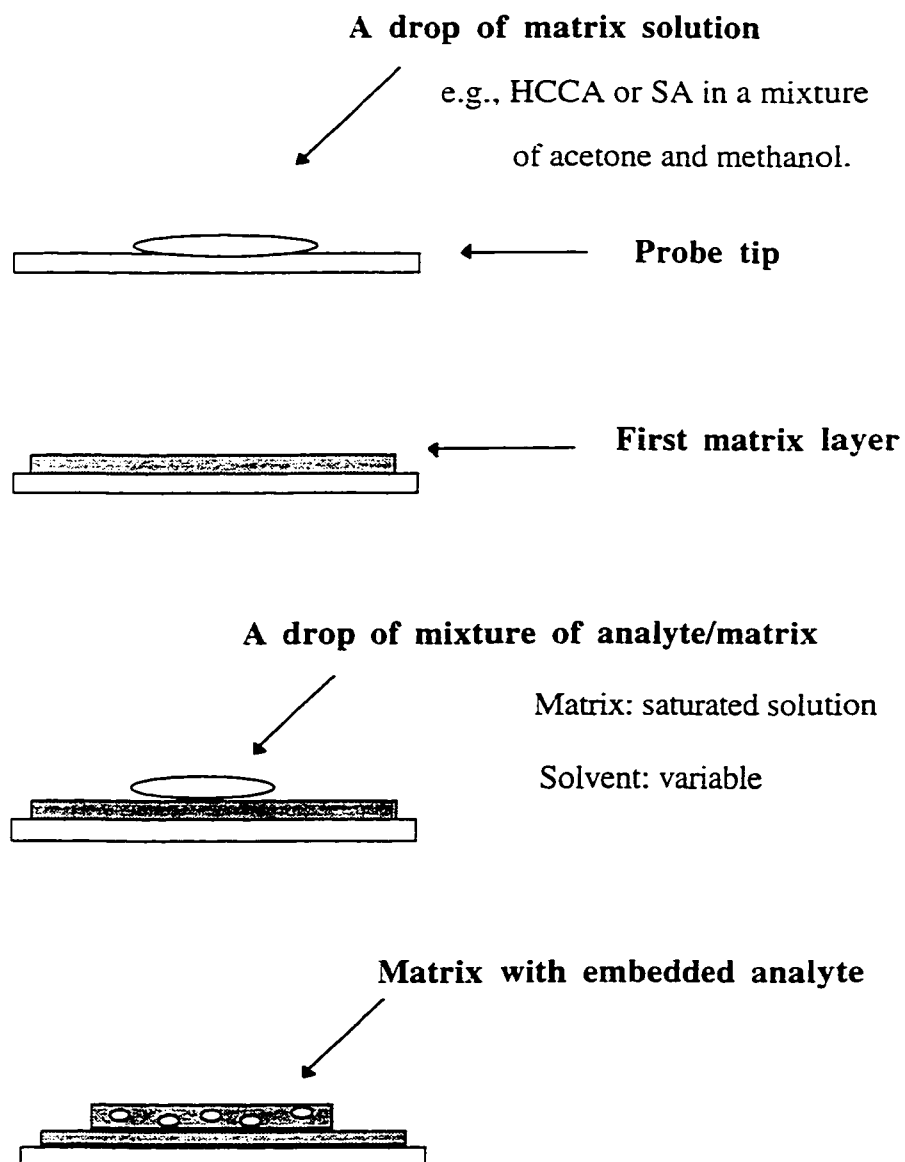 A drop of matrix solution
e.g., HCCA or SA in a mixture
of acetone and methanol.
Probe tip
First matrix layer
A drop of mixture of analyte/matrix
Matrix: saturated solution
Solvent: variable
Matrix with embedded analyte